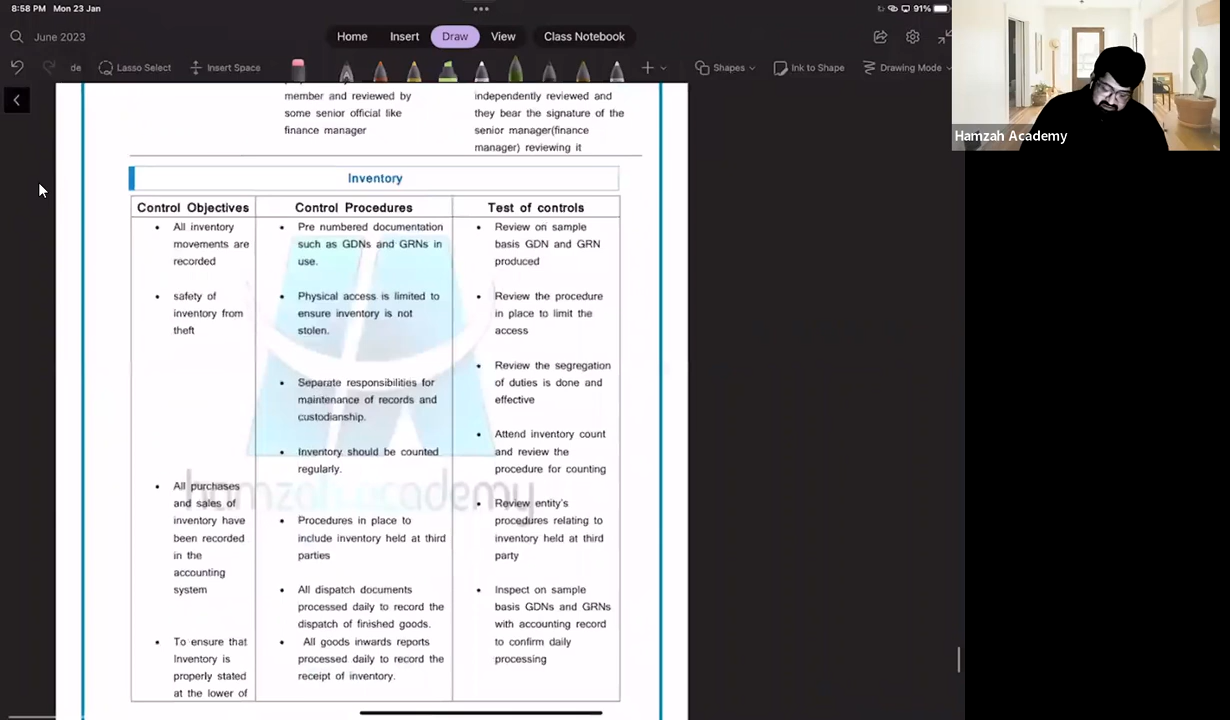 8:58 PM Mon 23 Jan
91%
June 2023
Home Insert Draw View Class Notebook
de Lasso Select Insert Space Shapes Ink to Shape Drawing Mode
Hamzah Academy
member and reviewed by
some senior official like
finance manager
independently reviewed and
they bear the signature of the
senior manager(finance
manager) reviewing it
Inventory
Control Objectives Control Procedures Test of controls
• All inventory
movements are
recorded
• safety of
inventory from
theft
• All purchases
and sales of
inventory have
been recorded
in the
accounting
system
• To ensure that
Inventory is
properly stated
at the lower of
• Pre numbered documentation
such as GDNs and GRNs in
use.
• Physical access is limited to
ensure inventory is not
stolen.
• Separate responsibilities for
maintenance of records and
custodianship.
• Inventory should be counted
regularly.
• Procedures in place to
include inventory held at third
parties
• All dispatch documents
processed daily to record the
dispatch of finished goods.
• All goods inwards reports
processed daily to record the
receipt of inventory.
• Review on sample
basis GDN and GRN
produced
• Review the procedure
in place to limit the
access
• Review the segregation
of duties is done and
effective
• Attend inventory count
and review the
procedure for counting
• Review entity's
procedures relating to
inventory held at third
party
• Inspect on sample
basis GDNs and GRNs
with accounting record
to confirm daily
processing
hamzah academy